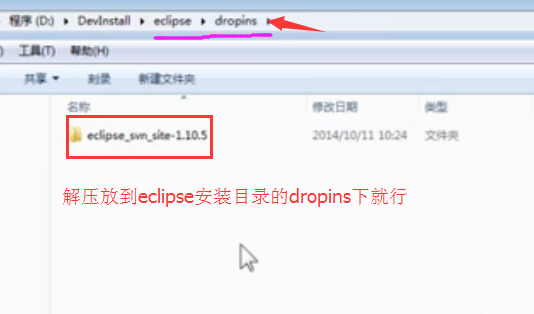 程序 (D:) ▸ DevInstall ▸ eclipse ▸ dropins
工具(T) 帮助(H)
共享 刻录 新建文件夹
名称 修改日期 类型
eclipse_svn_site-1.10.5 2014/10/11 10:24 文件夹
解压放到eclipse安装目录的dropins下就行